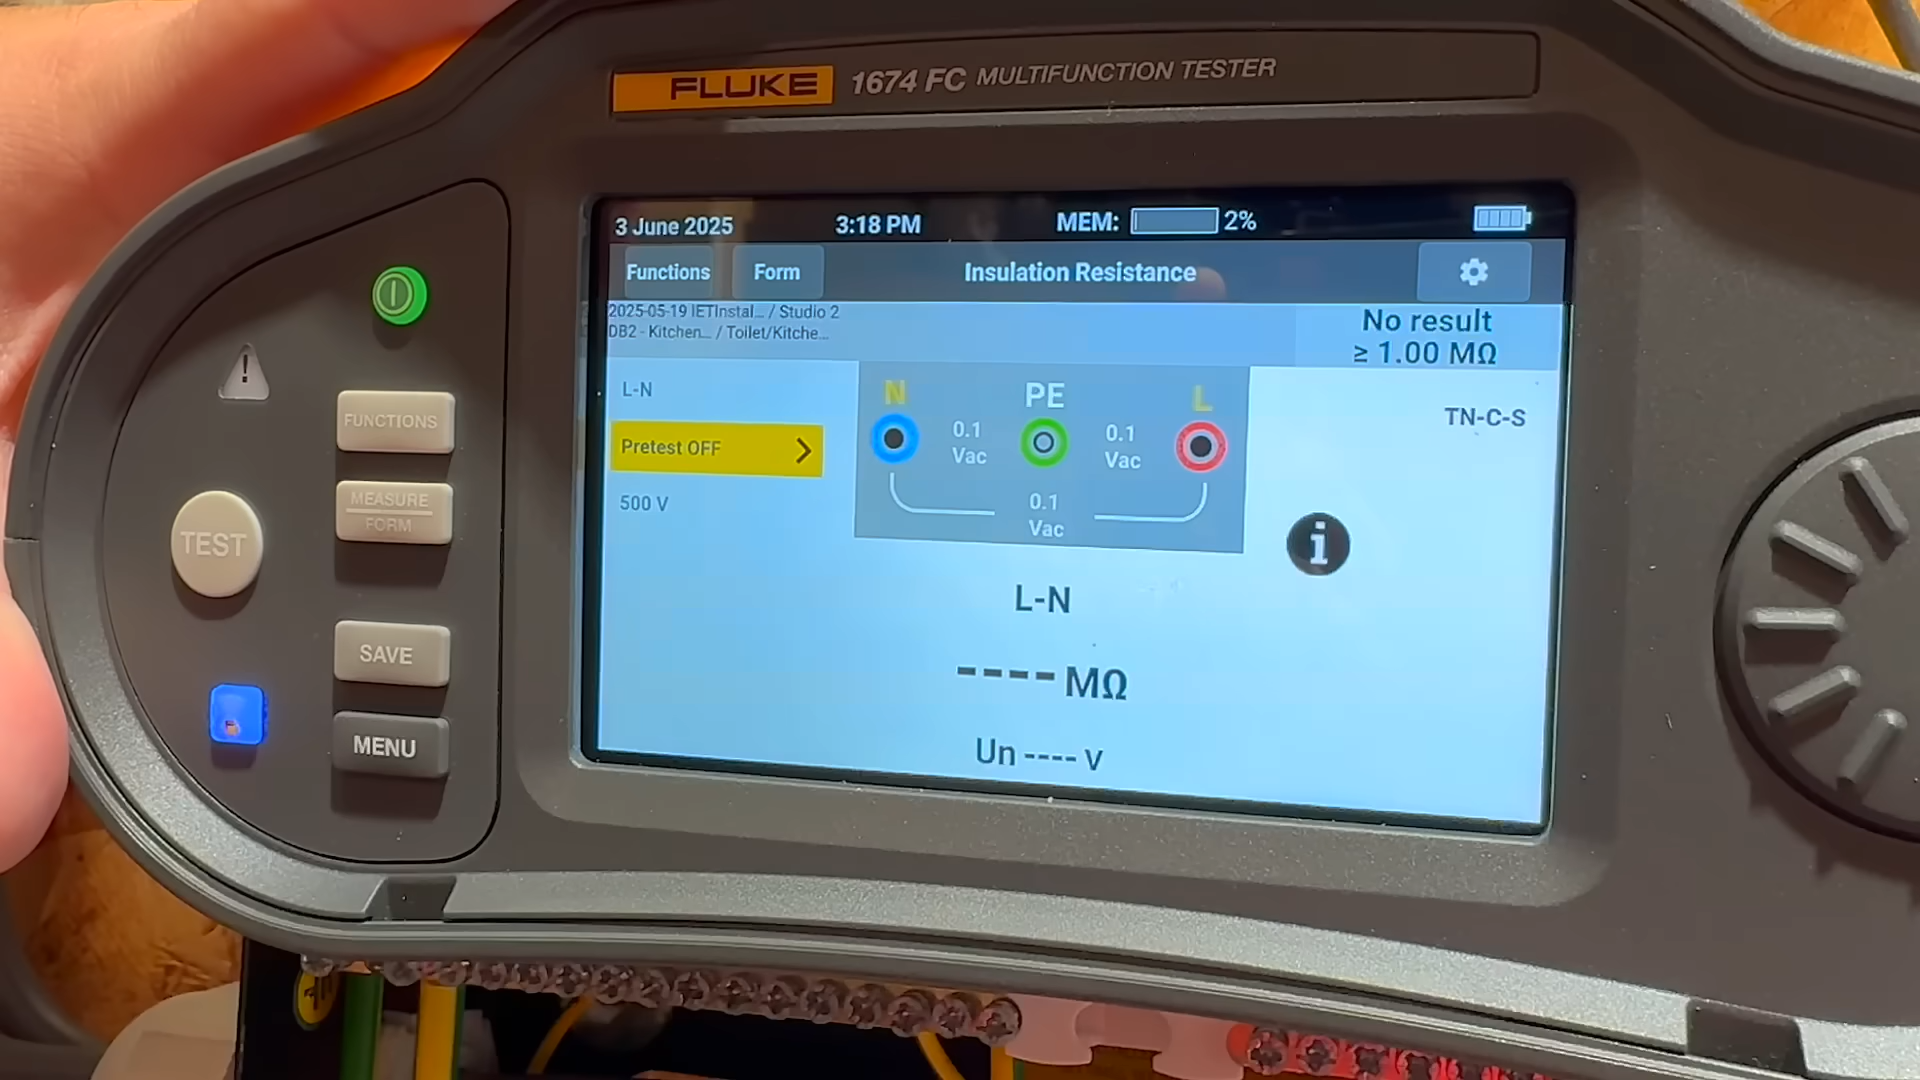 FLUKE 1674 FC MULTIFUNCTION TESTER
3 June 2025 3:18 PM MEM: 2%
Functions Form Insulation Resistance
2025-05-19 IETInstal... / Studio 2
DB2 - Kitchen... / Toilet/Kitche...
No result
≥ 1.00 MΩ
L-N
Pretest OFF
500 V
N PE L
0.1 Vac
0.1 Vac
0.1 Vac
TN-C-S
i
L-N
---- MΩ
Un ---- V
!
FUNCTIONS
MEASURE
FORM
TEST
SAVE
MENU